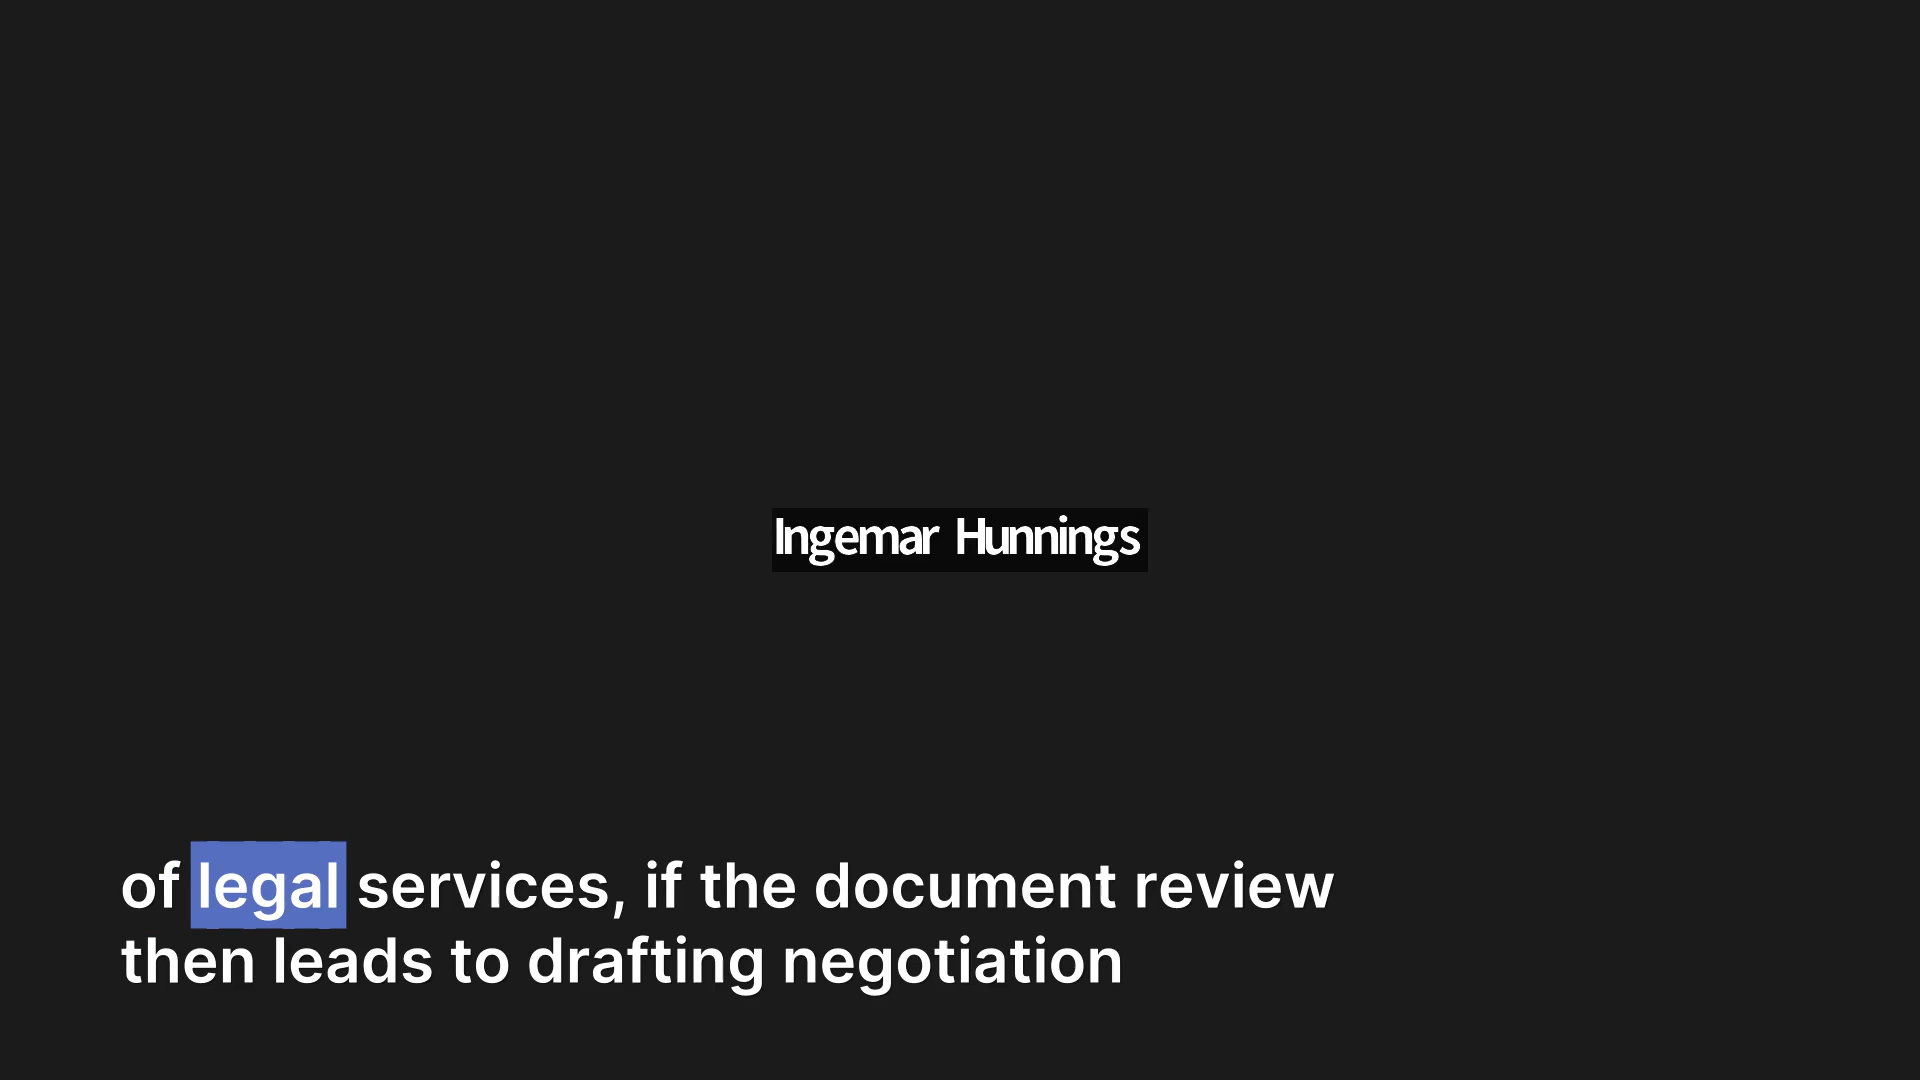 Ingemar Hunnings
of legal services, if the document review
then leads to drafting negotiation